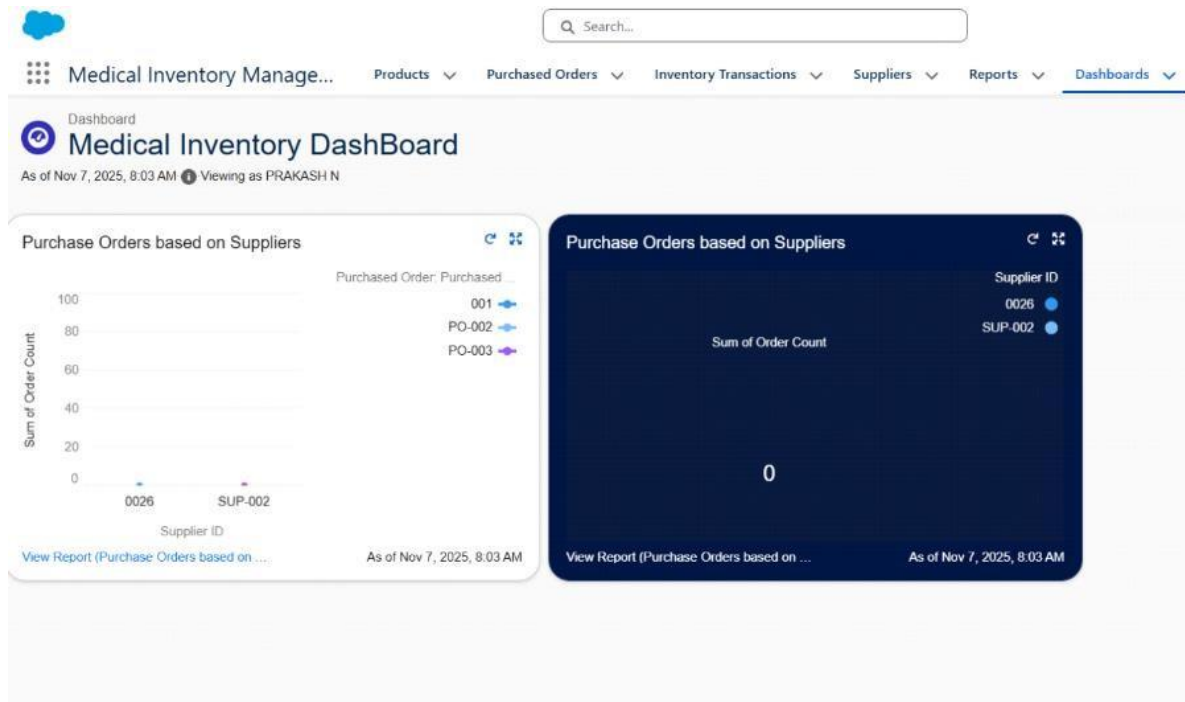 Search...
Medical Inventory Manage... Products Purchased Orders Inventory Transactions Suppliers Reports Dashboards
Dashboard
Medical Inventory DashBoard
As of Nov 7, 2025, 8:03 AM Viewing as PRAKASH N
Purchase Orders based on Suppliers
Purchased Order: Purchased ...
001
PO-002
PO-003
Sum of Order Count
100
80
60
40
20
0
0026 SUP-002
Supplier ID
View Report (Purchase Orders based on ... As of Nov 7, 2025, 8:03 AM
Purchase Orders based on Suppliers
Supplier ID
0026
SUP-002
Sum of Order Count
0
View Report (Purchase Orders based on ... As of Nov 7, 2025, 8:03 AM